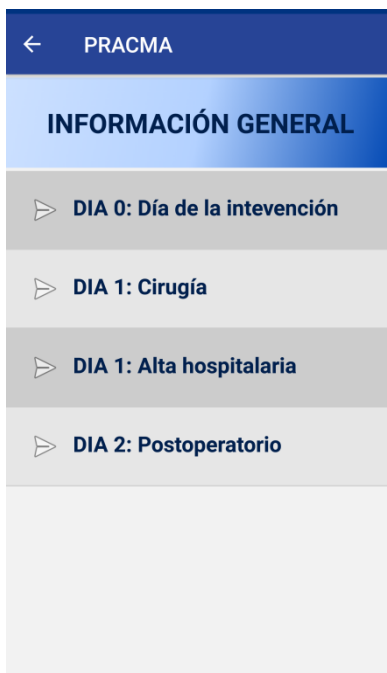 PRACMA
INFORMACIÓN GENERAL
DIA 0: Día de la intevención
DIA 1: Cirugía
DIA 1: Alta hospitalaria
DIA 2: Postoperatorio